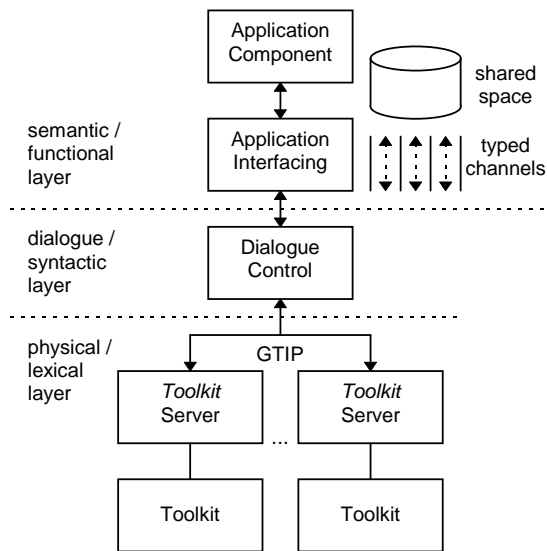 Application
Component
shared
space
semantic /
functional
layer
Application
Interfacing
typed
channels
dialogue /
syntactic
layer
Dialogue
Control
physical /
lexical
layer
GTIP
Toolkit
Server
...
Toolkit
Server
Toolkit
Toolkit